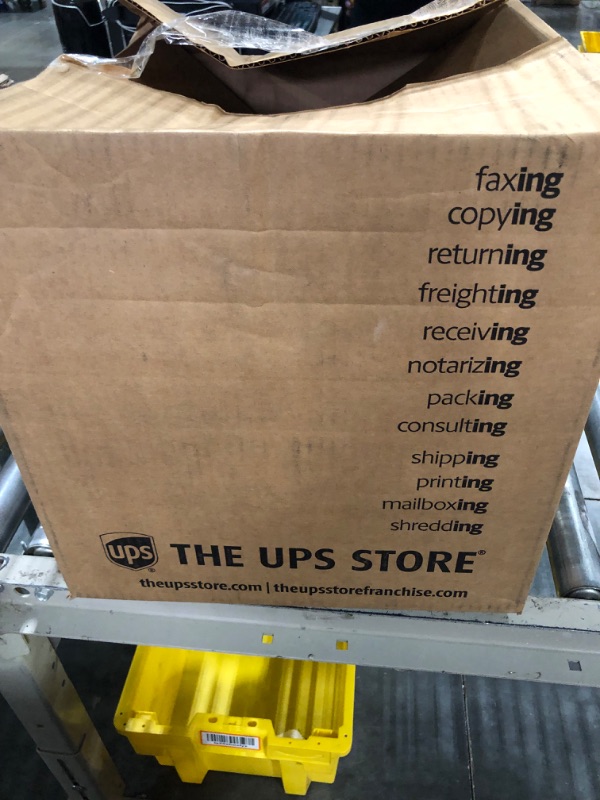 faxing
copying
returning
freighting
receiving
notarizing
packing
consulting
shipping
printing
mailboxing
shredding
ups THE UPS STORE®
theupsstore.com | theupsstorefranchise.com